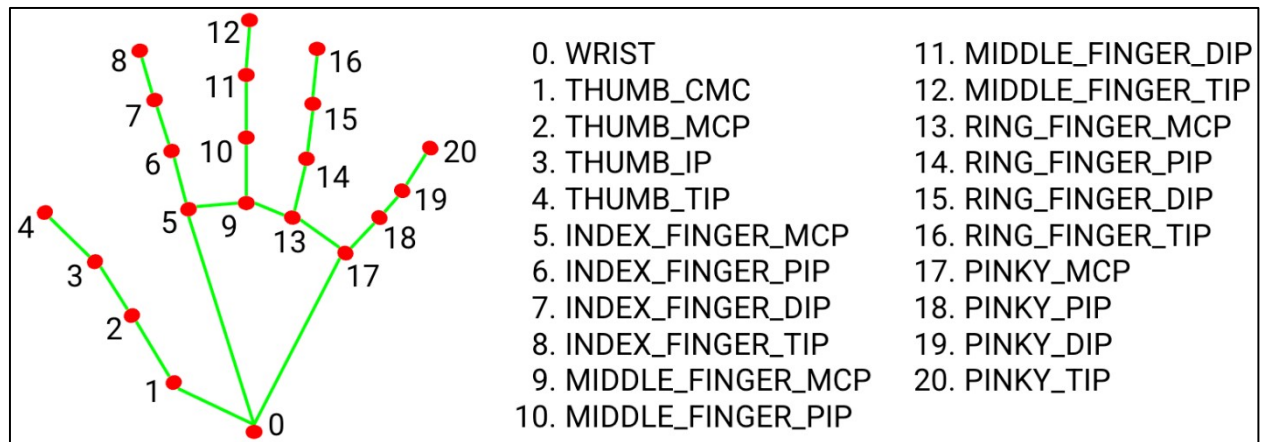 12
8
16
11
7
15
10
6
14
20
19
4
5
9
13
18
3
17
2
1
0
0. WRIST
1. THUMB_CMC
2. THUMB_MCP
3. THUMB_IP
4. THUMB_TIP
5. INDEX_FINGER_MCP
6. INDEX_FINGER_PIP
7. INDEX_FINGER_DIP
8. INDEX_FINGER_TIP
9. MIDDLE_FINGER_MCP
10. MIDDLE_FINGER_PIP
11. MIDDLE_FINGER_DIP
12. MIDDLE_FINGER_TIP
13. RING_FINGER_MCP
14. RING_FINGER_PIP
15. RING_FINGER_DIP
16. RING_FINGER_TIP
17. PINKY_MCP
18. PINKY_PIP
19. PINKY_DIP
20. PINKY_TIP